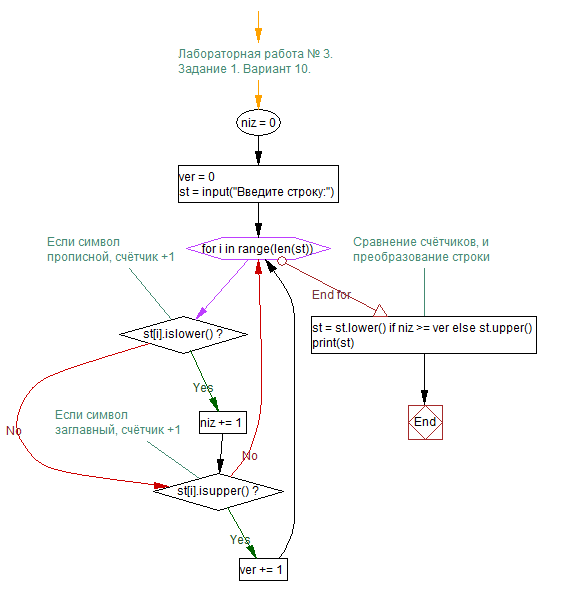 Лабораторная работа № 3.
Задание 1. Вариант 10.
niz = 0
ver = 0
st = input("Введите строку:")
for i in range(len(st))
Если символ
прописной, счётчик +1
Сравнение счётчиков, и
преобразование строки
End for
st[i].islower() ?
st = st.lower() if niz >= ver else st.upper()
print(st)
Yes
niz += 1
End
Если символ
заглавный, счётчик +1
No
No
st[i].isupper() ?
Yes
ver += 1